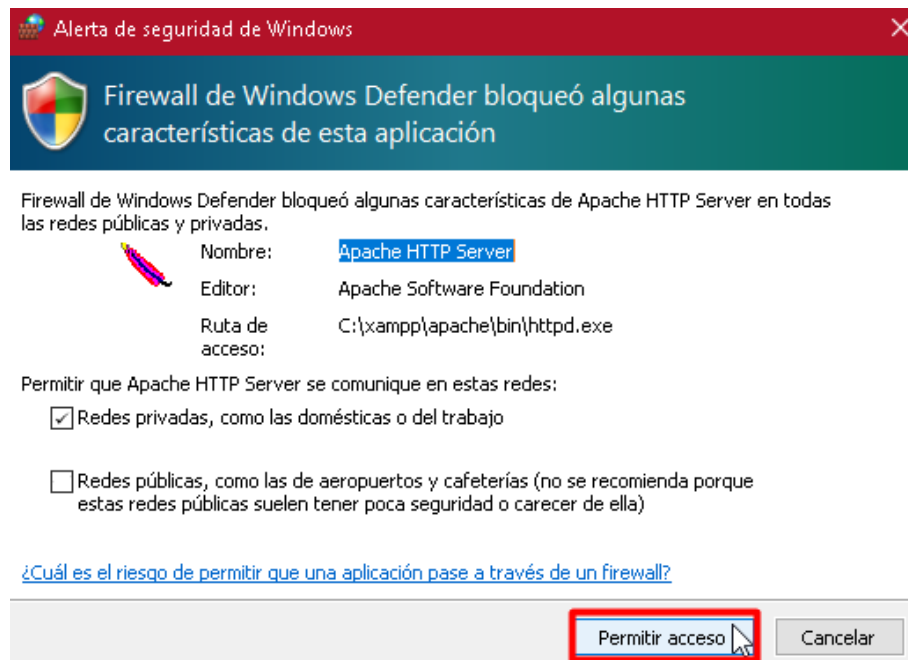 Alerta de seguridad de Windows
Firewall de Windows Defender bloqueó algunas
características de esta aplicación
Firewall de Windows Defender bloqueó algunas características de Apache HTTP Server en todas
las redes públicas y privadas.
Nombre: Apache HTTP Server
Editor: Apache Software Foundation
Ruta de C:\xampp\apache\bin\httpd.exe
acceso:
Permitir que Apache HTTP Server se comunique en estas redes:
Redes privadas, como las domésticas o del trabajo
Redes públicas, como las de aeropuertos y cafeterías (no se recomienda porque
estas redes públicas suelen tener poca seguridad o carecer de ella)
¿Cuál es el riesgo de permitir que una aplicación pase a través de un firewall?
Permitir acceso Cancelar